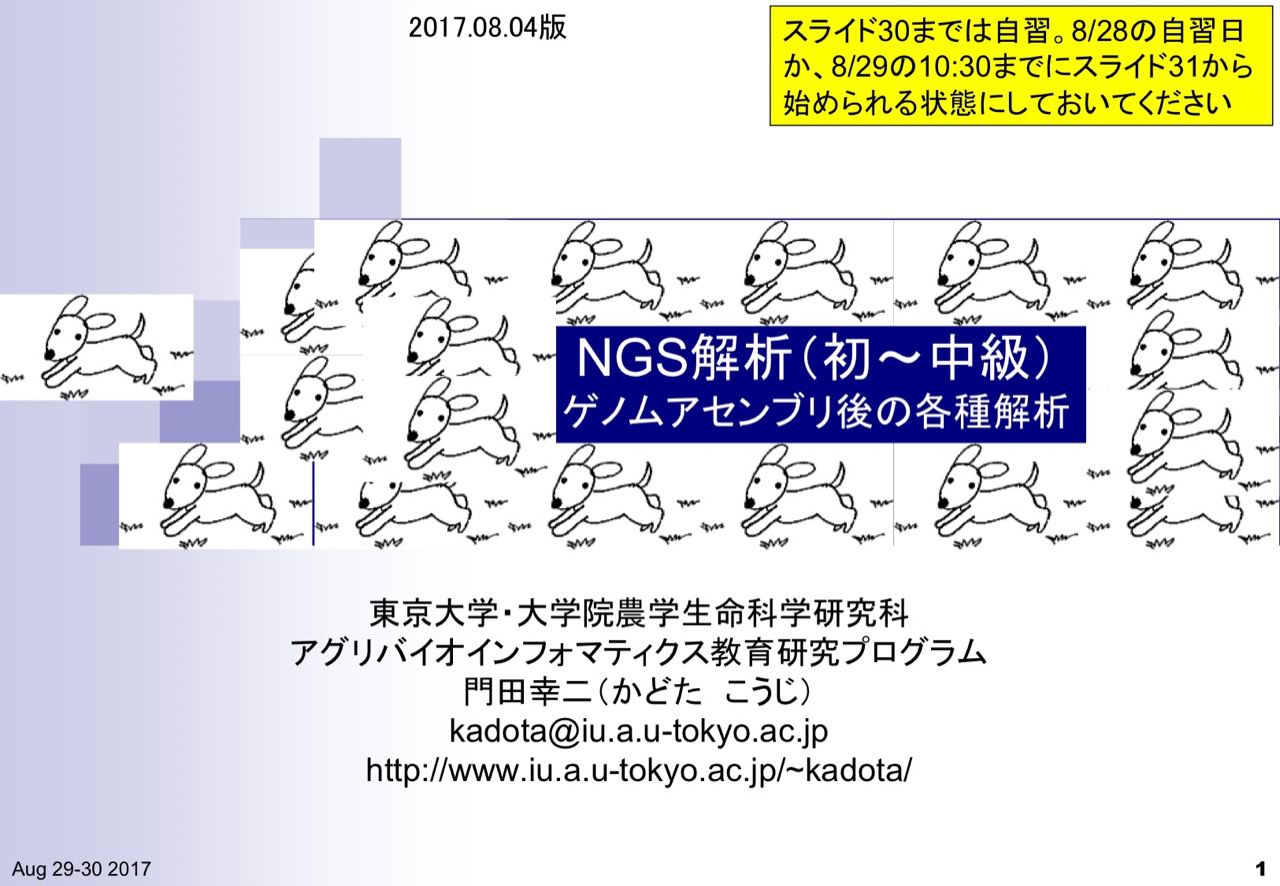 2017.08.04版
スライド30までは自習。8/28の自習日
か、8/29の10:30までにスライド31から
始められる状態にしておいてください
NGS解析(初～中級)
ゲノムアセンブリ後の各種解析
東京大学・大学院農学生命科学研究科
アグリバイオインフォマティクス教育研究プログラム
門田幸二(かどた　こうじ)
kadota@iu.a.u-tokyo.ac.jp
http://www.iu.a.u-tokyo.ac.jp/~kadota/
Aug 29-30 2017
1